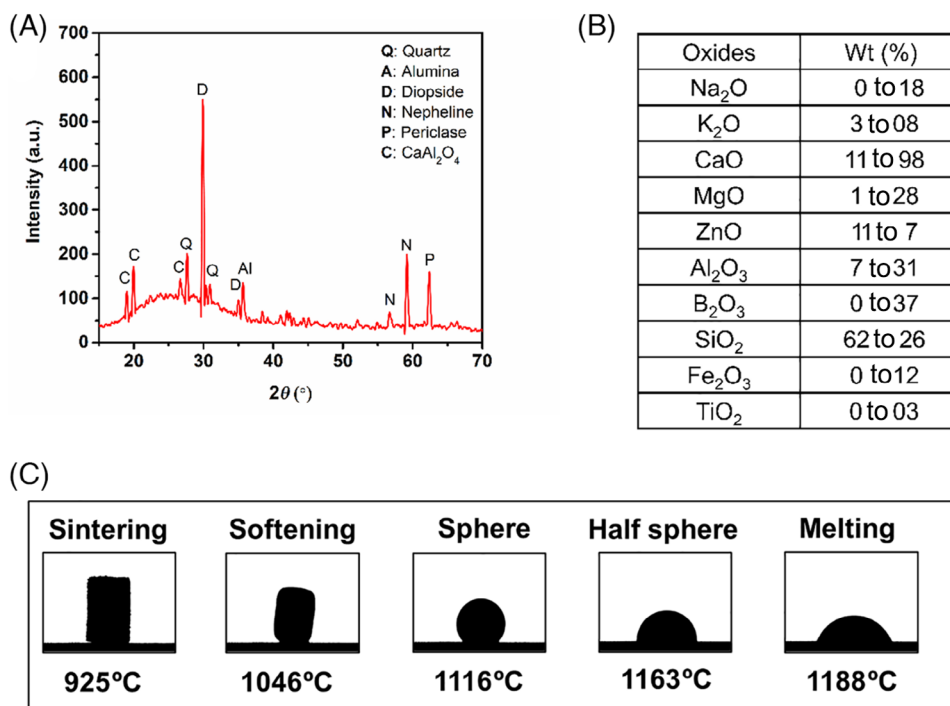 (A)
700
600
500
400
300
200
100
0
Intensity (a.u.)
20
30
40
50
60
70
2θ (°)
Q: Quartz
A: Alumina
D: Diopside
N: Nepheline
P: Periclase
C: CaAl₂O₄
C
C
C
Q
D
Q
D
Al
N
N
P
(B)
Oxides Wt (%)
Na₂O 0 to 18
K₂O 3 to 08
CaO 11 to 98
MgO 1 to 28
ZnO 11 to 7
Al₂O₃ 7 to 31
B₂O₃ 0 to 37
SiO₂ 62 to 26
Fe₂O₃ 0 to 12
TiO₂ 0 to 03
(C)
Sintering Softening Sphere Half sphere Melting
925ºC 1046ºC 1116ºC 1163ºC 1188ºC